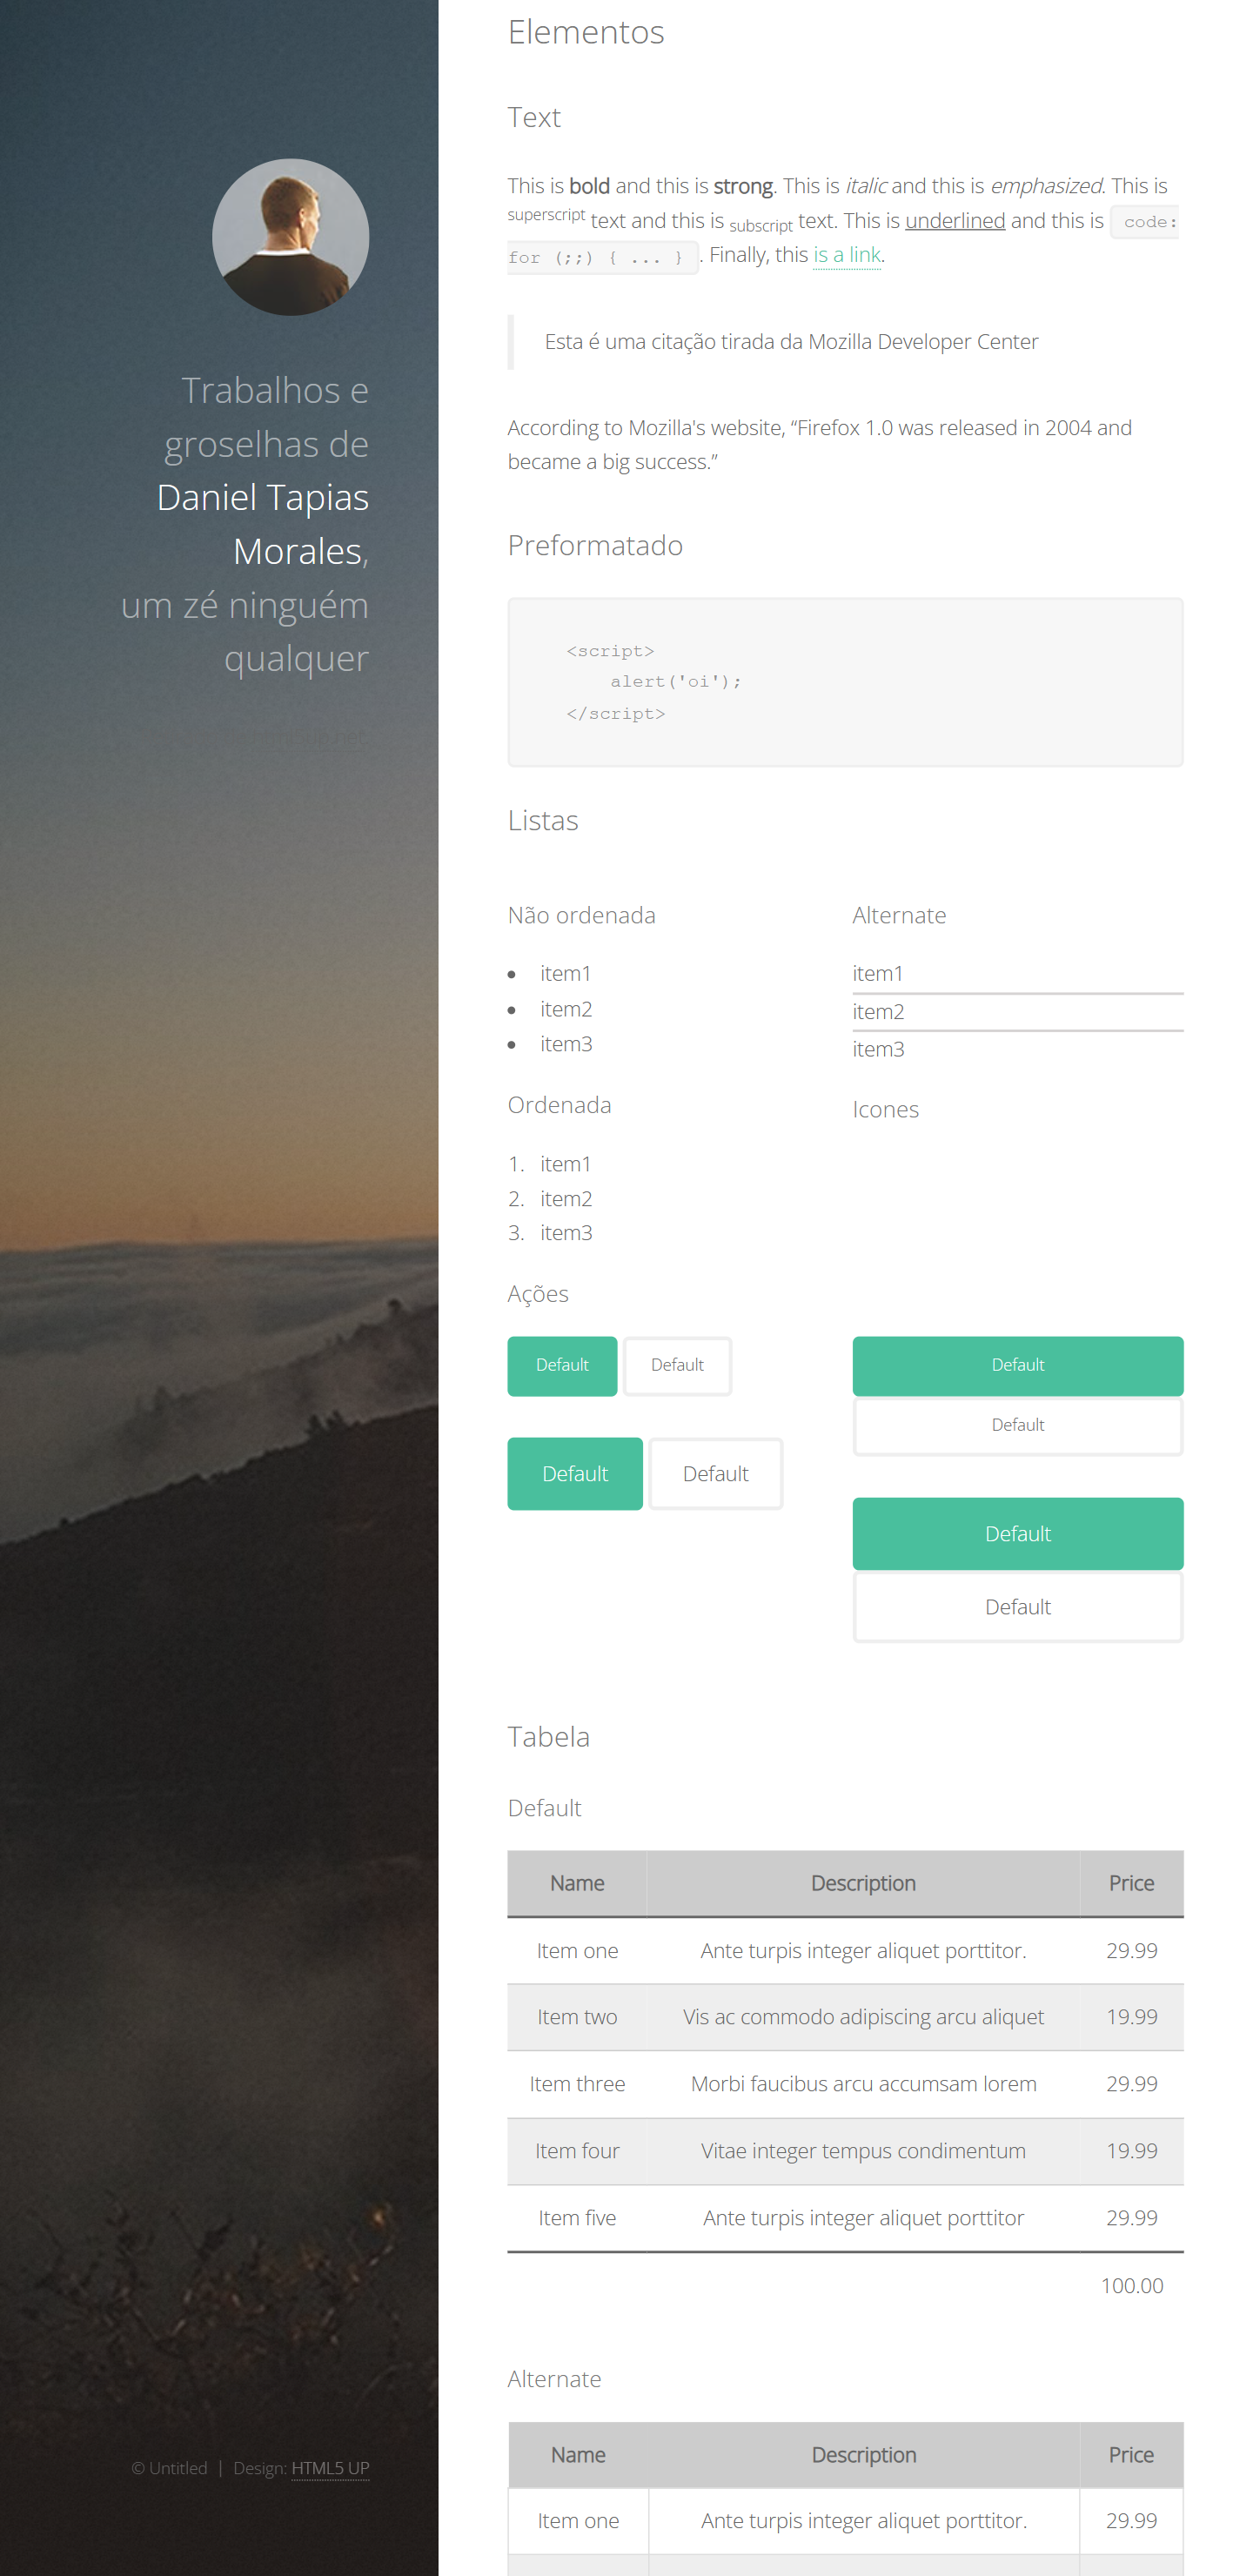 Trabalhos e
groselhas de
Daniel Tapias
Morales,
um zé ninguém
qualquer
© Untitled | Design: HTML5 UP
Elementos
Text
This is bold and this is strong. This is italic and this is emphasized. This is
superscript text and this is subscript text. This is underlined and this is code:
for (;;) { ... } . Finally, this is a link.
Esta é uma citação tirada da Mozilla Developer Center
According to Mozilla's website, “Firefox 1.0 was released in 2004 and
became a big success.”
Preformatado
<script>
alert('oi');
</script>
Listas
Não ordenada
• item1
• item2
• item3
Ordenada
1. item1
2. item2
3. item3
Alternate
item1
item2
item3
Icones
Ações
Default Default
Default Default
Default
Default
Default
Default
Tabela
Default
Name Description Price
Item one Ante turpis integer aliquet porttitor. 29.99
Item two Vis ac commodo adipiscing arcu aliquet 19.99
Item three Morbi faucibus arcu accumsam lorem 29.99
Item four Vitae integer tempus condimentum 19.99
Item five Ante turpis integer aliquet porttitor 29.99
100.00
Alternate
Name Description Price
Item one Ante turpis integer aliquet porttitor. 29.99